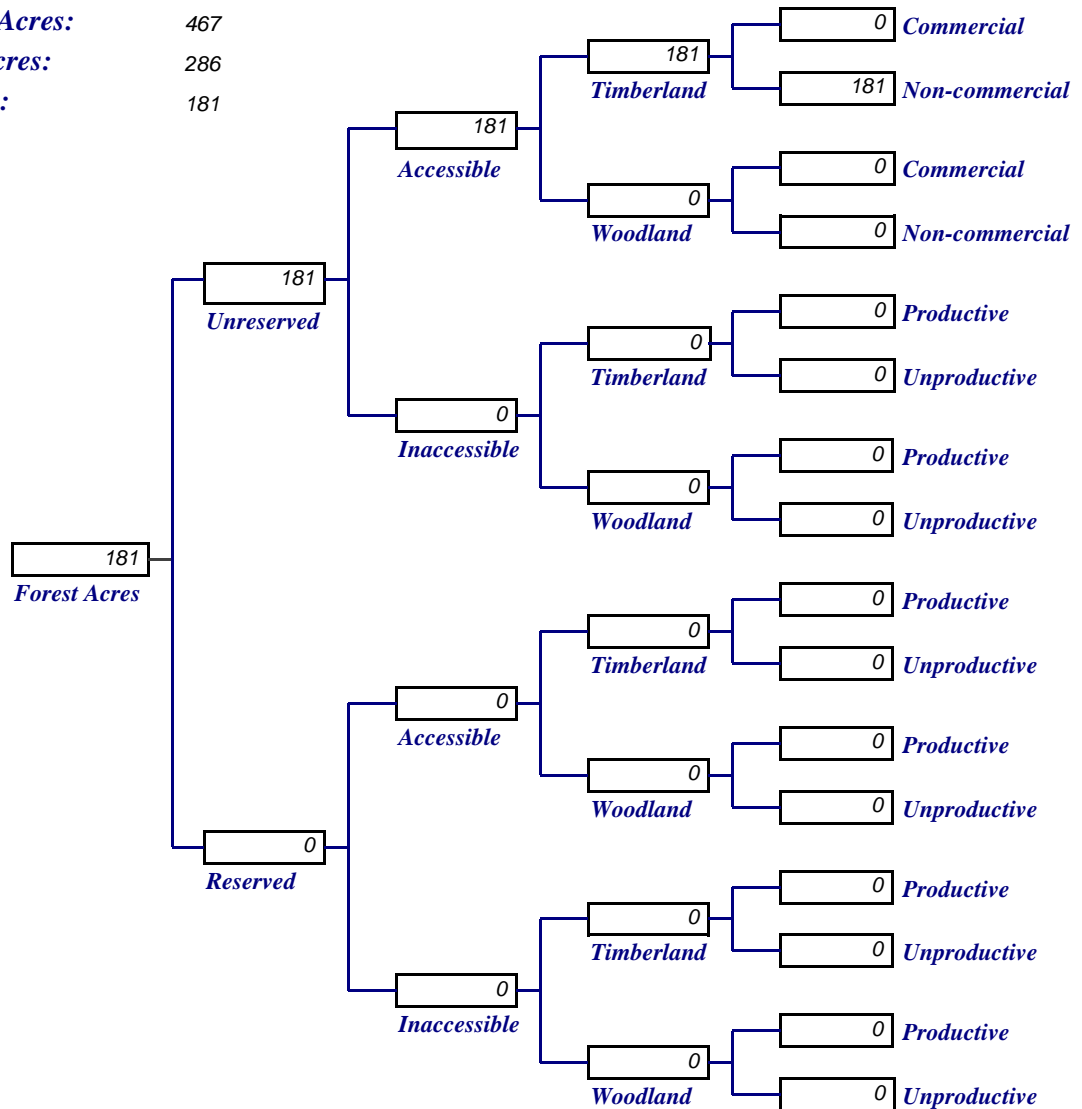 Acres: 467
cres: 286
: 181
0 Commercial
181
Timberland
181 Non-commercial
181
Accessible
0 Commercial
0
Woodland
0 Non-commercial
181
Unreserved
0 Productive
0
Timberland
0 Unproductive
0
Inaccessible
0 Productive
0
Woodland
0 Unproductive
181
Forest Acres
0 Productive
0
Timberland
0 Unproductive
0
Accessible
0 Productive
0
Woodland
0 Unproductive
0
Reserved
0 Productive
0
Timberland
0 Unproductive
0
Inaccessible
0 Productive
0
Woodland
0 Unproductive